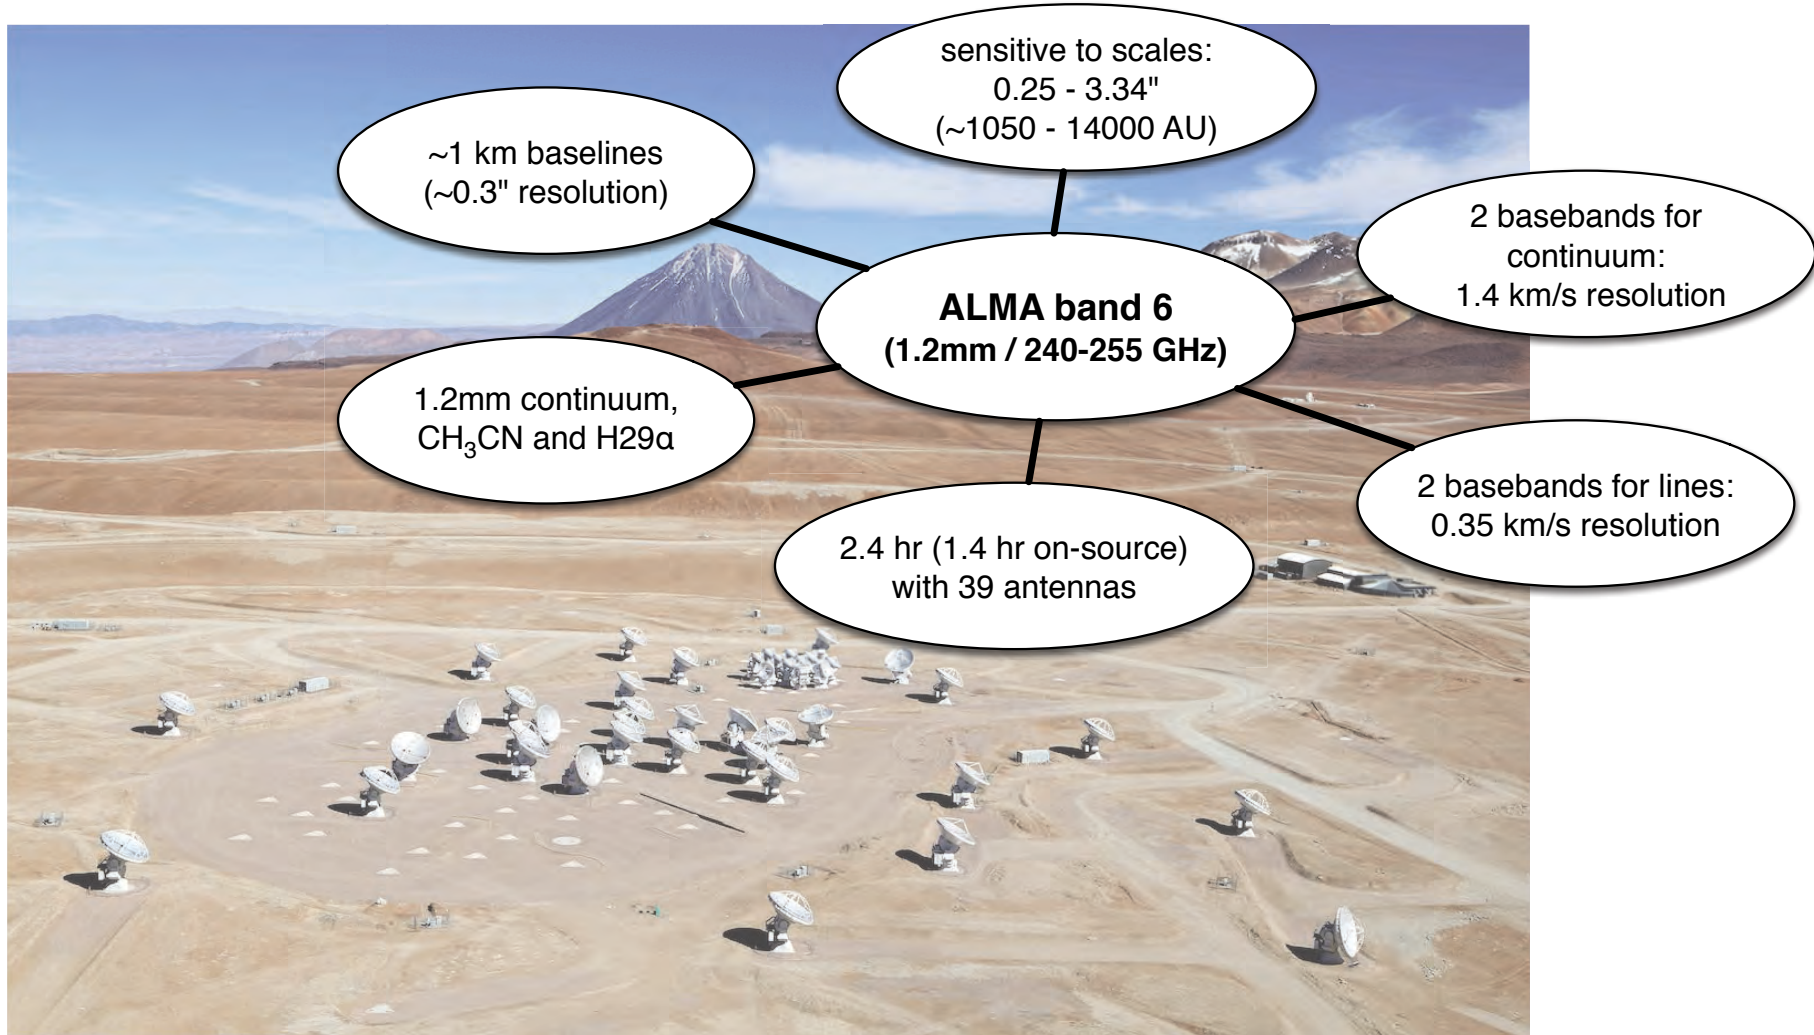 sensitive to scales:
0.25 - 3.34"
(~1050 - 14000 AU)
~1 km baselines
(~0.3" resolution)
2 basebands for
continuum:
1.4 km/s resolution
ALMA band 6
(1.2mm / 240-255 GHz)
1.2mm continuum,
CH₃CN and H29α
2 basebands for lines:
0.35 km/s resolution
2.4 hr (1.4 hr on-source)
with 39 antennas